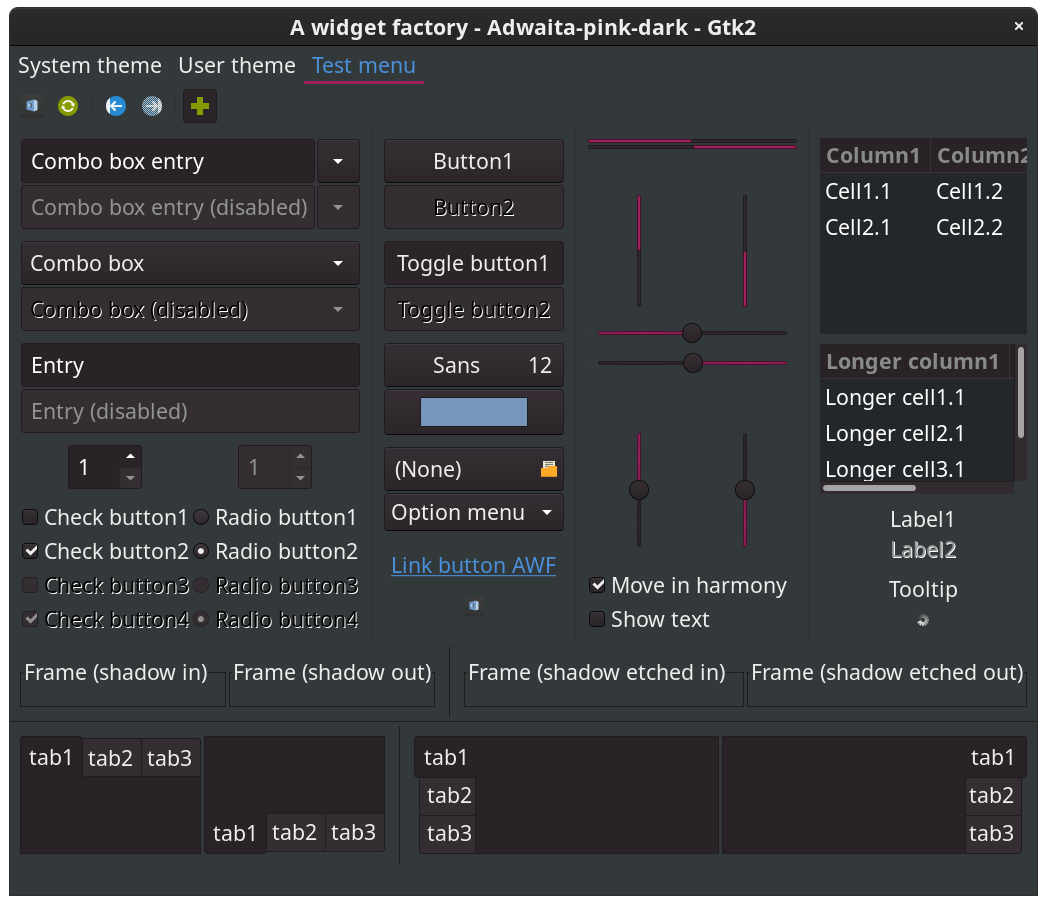 A widget factory - Adwaita-pink-dark - Gtk2
System theme User theme Test menu
Combo box entry
Combo box entry (disabled)
Combo box
Combo box (disabled)
Entry
Entry (disabled)
1 1
Check button1 Radio button1
Check button2 Radio button2
Check button3 Radio button3
Check button4 Radio button4
Button1
Button2
Toggle button1
Toggle button2
Sans 12
(None)
Option menu
Link button AWF
Move in harmony
Show text
Column1 Column2
Cell1.1 Cell1.2
Cell2.1 Cell2.2
Longer column1
Longer cell1.1
Longer cell2.1
Longer cell3.1
Label1
Label2
Tooltip
Frame (shadow in) Frame (shadow out) Frame (shadow etched in) Frame (shadow etched out)
tab1 tab2 tab3
tab1 tab2 tab3
tab1
tab2
tab3
tab1
tab2
tab3